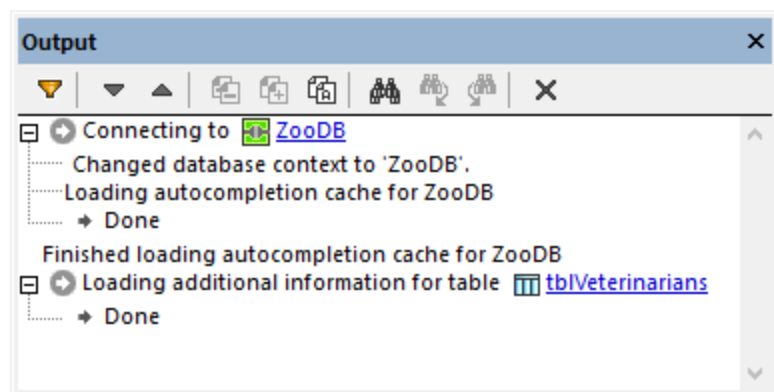 Output
Connecting to ZooDB
Changed database context to 'ZooDB'.
Loading autocompletion cache for ZooDB
Done
Finished loading autocompletion cache for ZooDB
Loading additional information for table tblVeterinarians
Done